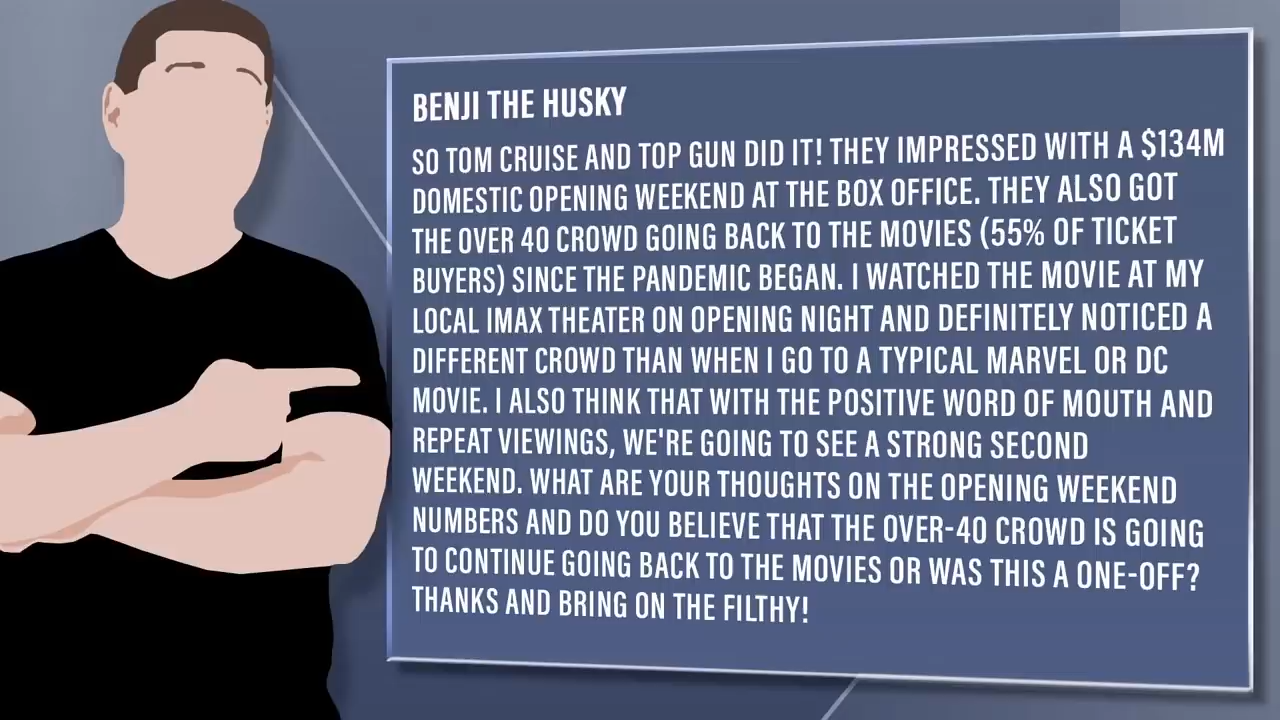 BENJI THE HUSKY
SO TOM CRUISE AND TOP GUN DID IT! THEY IMPRESSED WITH A $134M
DOMESTIC OPENING WEEKEND AT THE BOX OFFICE. THEY ALSO GOT
THE OVER 40 CROWD GOING BACK TO THE MOVIES (55% OF TICKET
BUYERS) SINCE THE PANDEMIC BEGAN. I WATCHED THE MOVIE AT MY
LOCAL IMAX THEATER ON OPENING NIGHT AND DEFINITELY NOTICED A
DIFFERENT CROWD THAN WHEN I GO TO A TYPICAL MARVEL OR DC
MOVIE. I ALSO THINK THAT WITH THE POSITIVE WORD OF MOUTH AND
REPEAT VIEWINGS, WE'RE GOING TO SEE A STRONG SECOND
WEEKEND. WHAT ARE YOUR THOUGHTS ON THE OPENING WEEKEND
NUMBERS AND DO YOU BELIEVE THAT THE OVER-40 CROWD IS GOING
TO CONTINUE GOING BACK TO THE MOVIES OR WAS THIS A ONE-OFF?
THANKS AND BRING ON THE FILTHY!